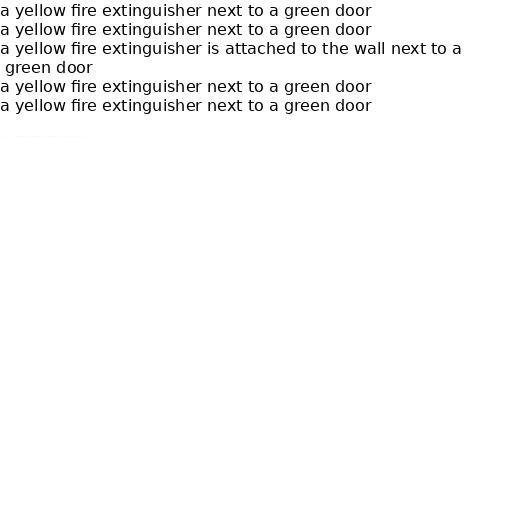 a yellow fire extinguisher next to a green door
a yellow fire extinguisher next to a green door
a yellow fire extinguisher is attached to the wall next to a
green door
a yellow fire extinguisher next to a green door
a yellow fire extinguisher next to a green door